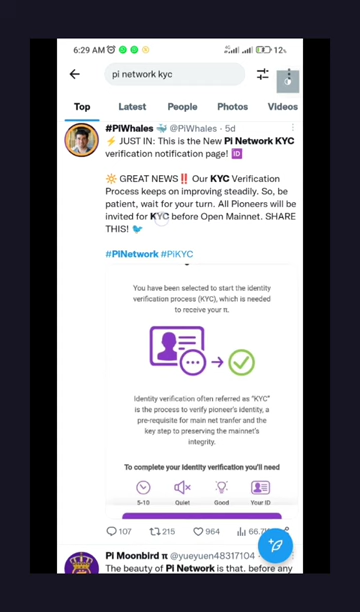 6:29 AM
12%
pi network kyc
Top Latest People Photos Videos
#PiWhales @PiWhales · 5d
⚡ JUST IN: This is the New Pi Network KYC
verification notification page! 🆔
🔆 GREAT NEWS ‼️ Our KYC Verification
Process keeps on improving steadily. So, be
patient, wait for your turn. All Pioneers will be
invited for KYC before Open Mainnet. SHARE
THIS! 🐦
#PiNetwork #PiKYC
You have been selected to start the identity
verification process (KYC), which is needed
to receive your π.
Identity verification often referred as "KYC"
is the process to verify pioneer's identity, a
pre-requisite for main net tranfer and
the key step to preserving the mainnet's
integrity.
To complete your identity verification you'll need
5-10 Quiet Good Your ID
107 215 964 66.7
Pi Moonbird π @yueyuen48317104
The beauty of Pi Network is that, before any